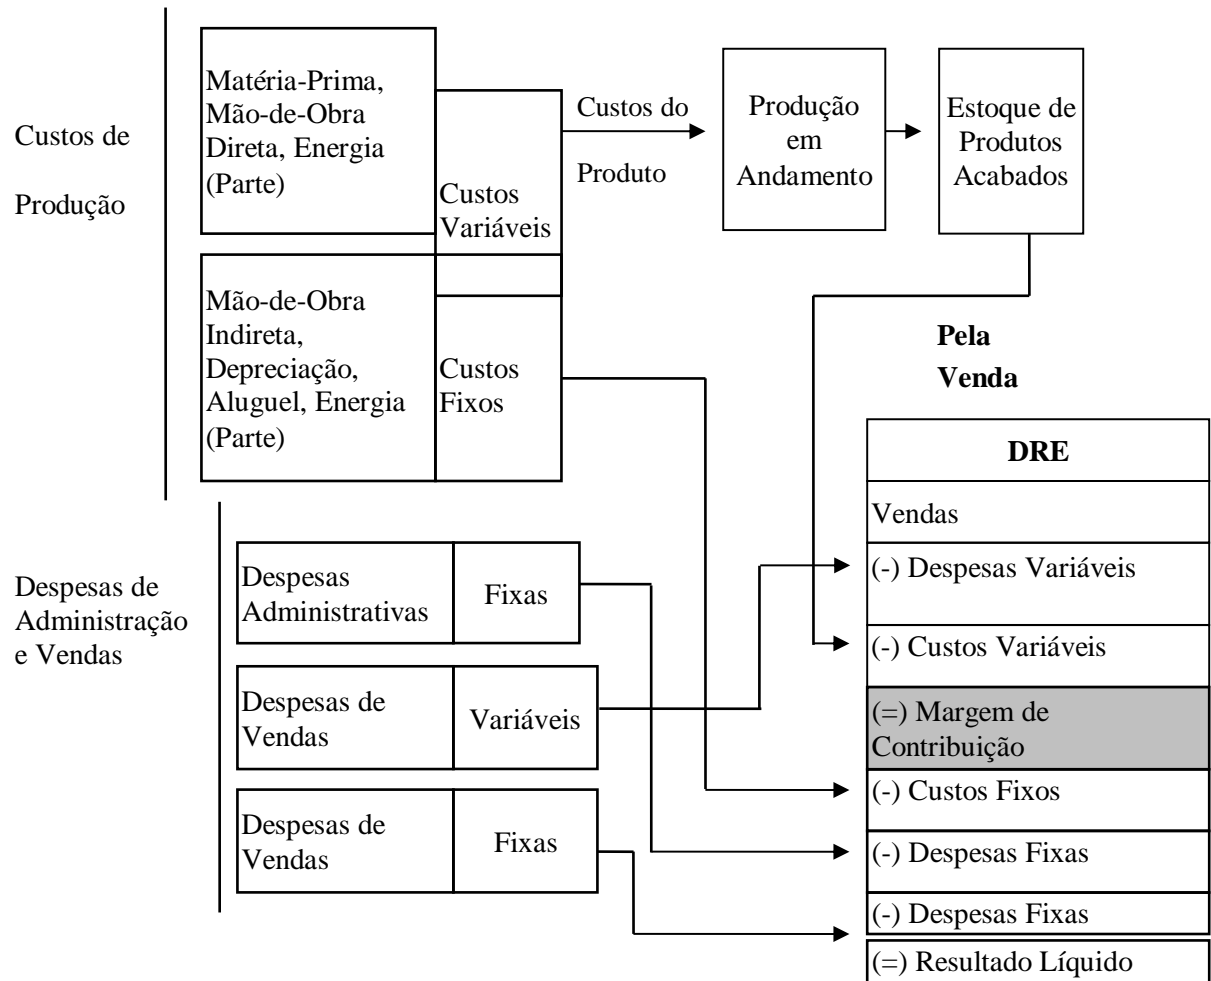 Custos de
Produção
Matéria-Prima,
Mão-de-Obra
Direta, Energia
(Parte)
Custos
Variáveis
Mão-de-Obra
Indireta,
Depreciação,
Aluguel, Energia
(Parte)
Custos
Fixos
Custos do
Produto
Produção
em
Andamento
Estoque de
Produtos
Acabados
Pela
Venda
Despesas de
Administração
e Vendas
Despesas
Administrativas
Fixas
Despesas de
Vendas
Variáveis
Despesas de
Vendas
Fixas
DRE
Vendas
(-) Despesas Variáveis
(-) Custos Variáveis
(=) Margem de
Contribuição
(-) Custos Fixos
(-) Despesas Fixas
(-) Despesas Fixas
(=) Resultado Líquido